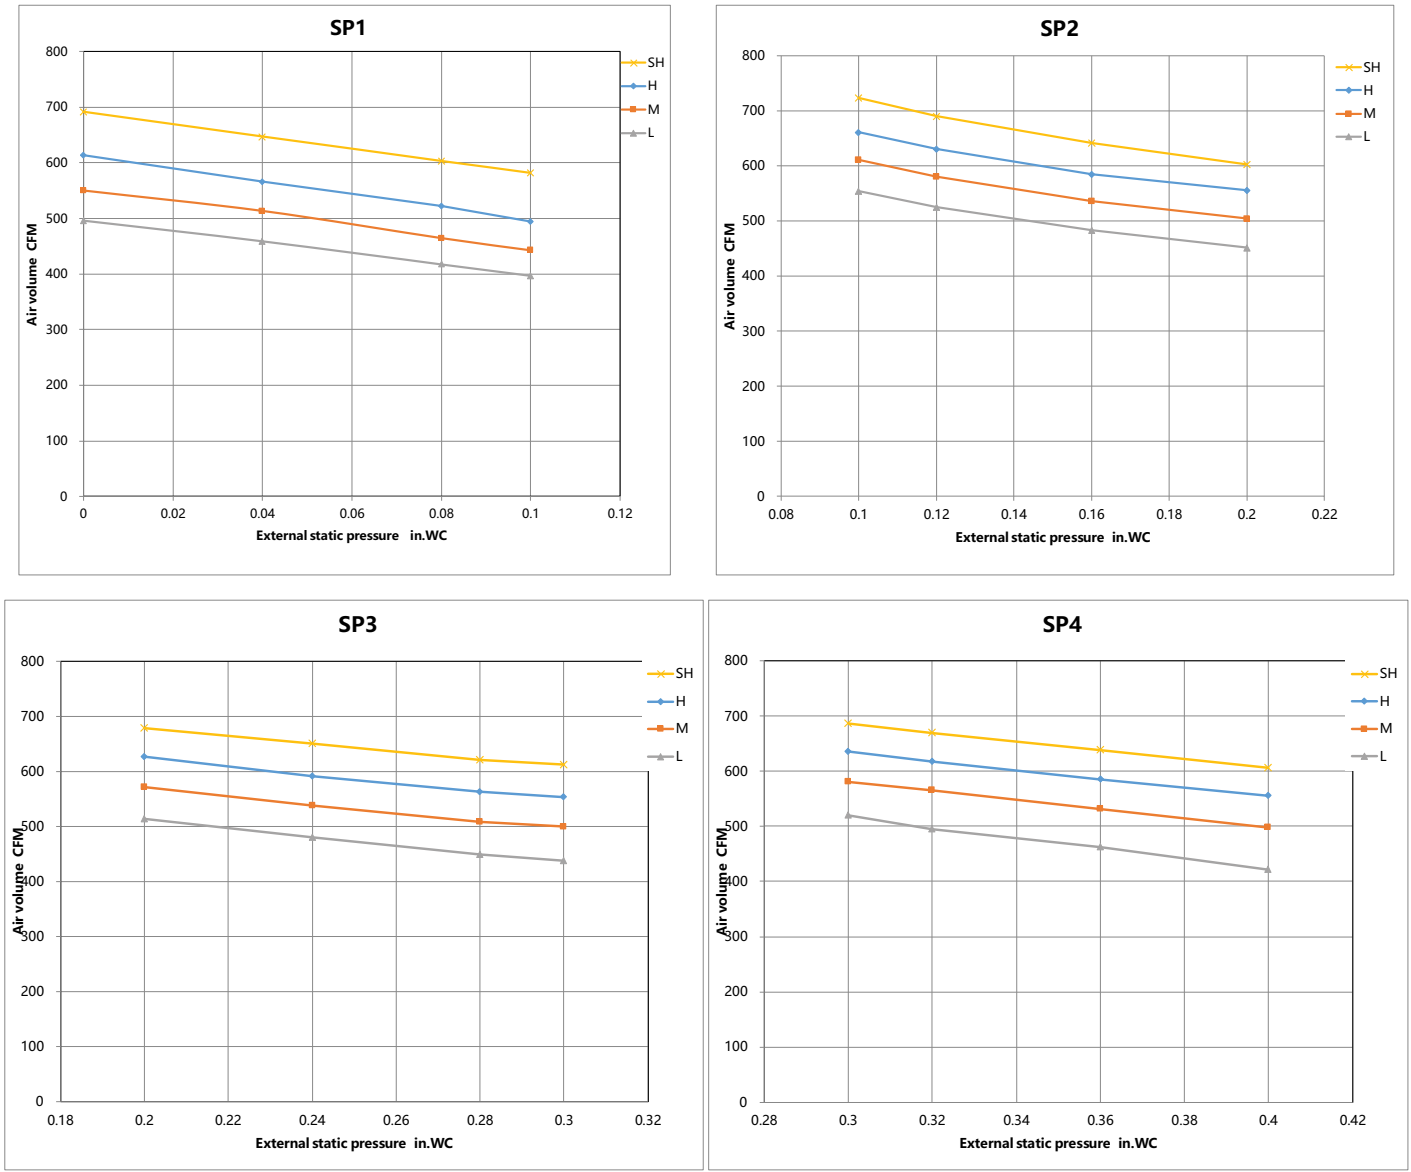 SP1
800
700
600
500
400
300
200
100
0
Air volume CFM
0 0.02 0.04 0.06 0.08 0.1 0.12
External static pressure in.WC
SH
H
M
L
SP2
800
700
600
500
400
300
200
100
0
Air volume CFM
0.08 0.1 0.12 0.14 0.16 0.18 0.2 0.22
External static pressure in.WC
SH
H
M
L
SP3
800
700
600
500
400
300
200
100
0
Air volume CFM
0.18 0.2 0.22 0.24 0.26 0.28 0.3 0.32
External static pressure in.WC
SH
H
M
L
SP4
800
700
600
500
400
300
200
100
0
Air volume CFM
0.28 0.3 0.32 0.34 0.36 0.38 0.4 0.42
External static pressure in.WC
SH
H
M
L